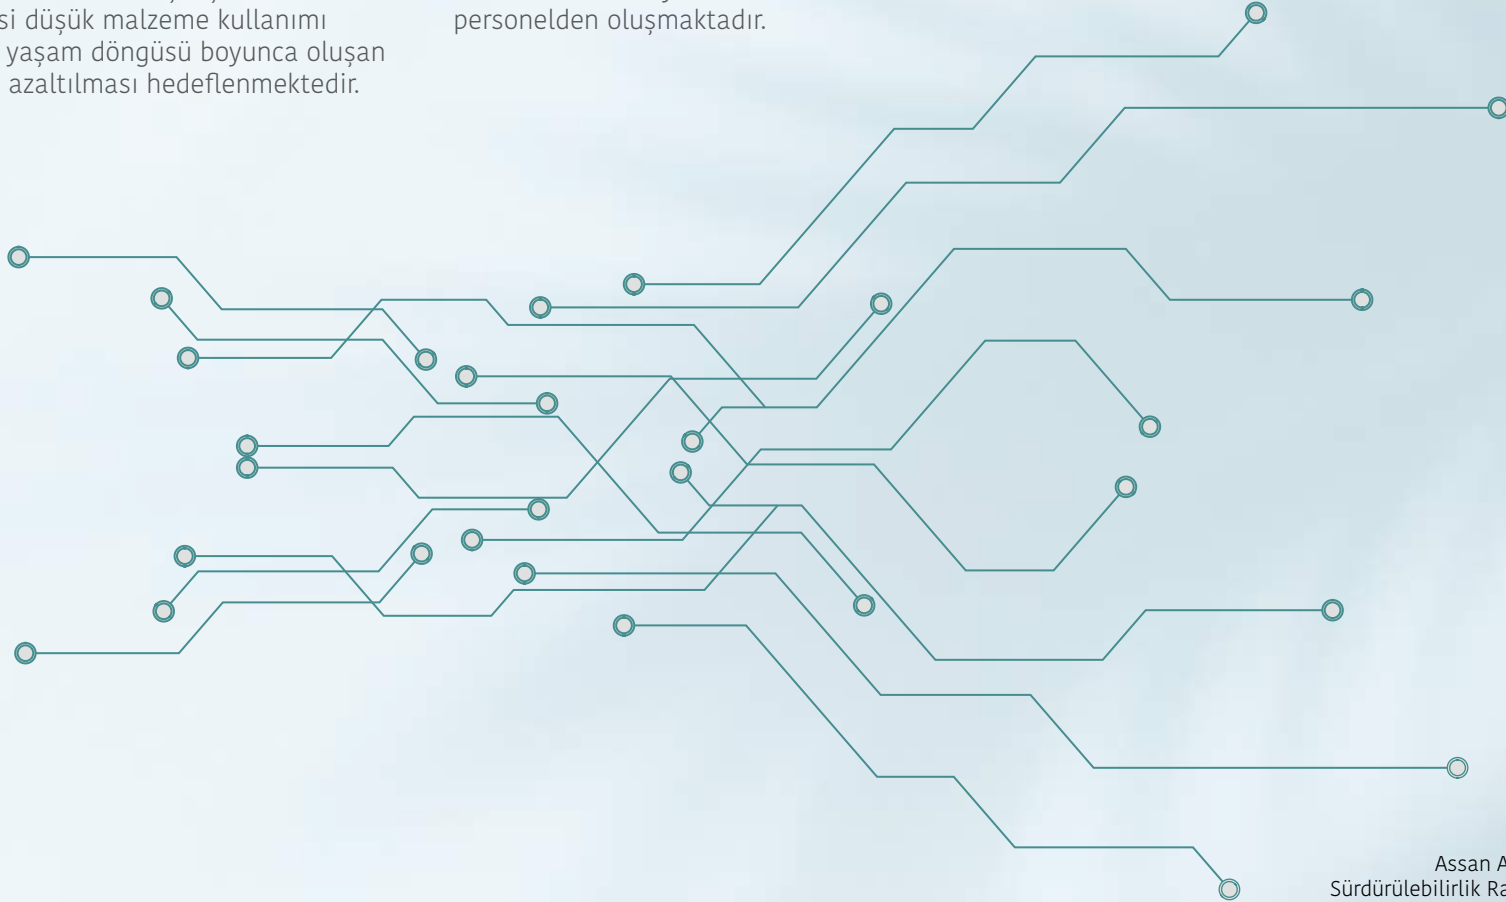 si düşük malzeme kullanımı
yaşam döngüsü boyunca oluşan
azaltılması hedeflenmektedir.
personelden oluşmaktadır.
Assan A
Sürdürülebilirlik Ra